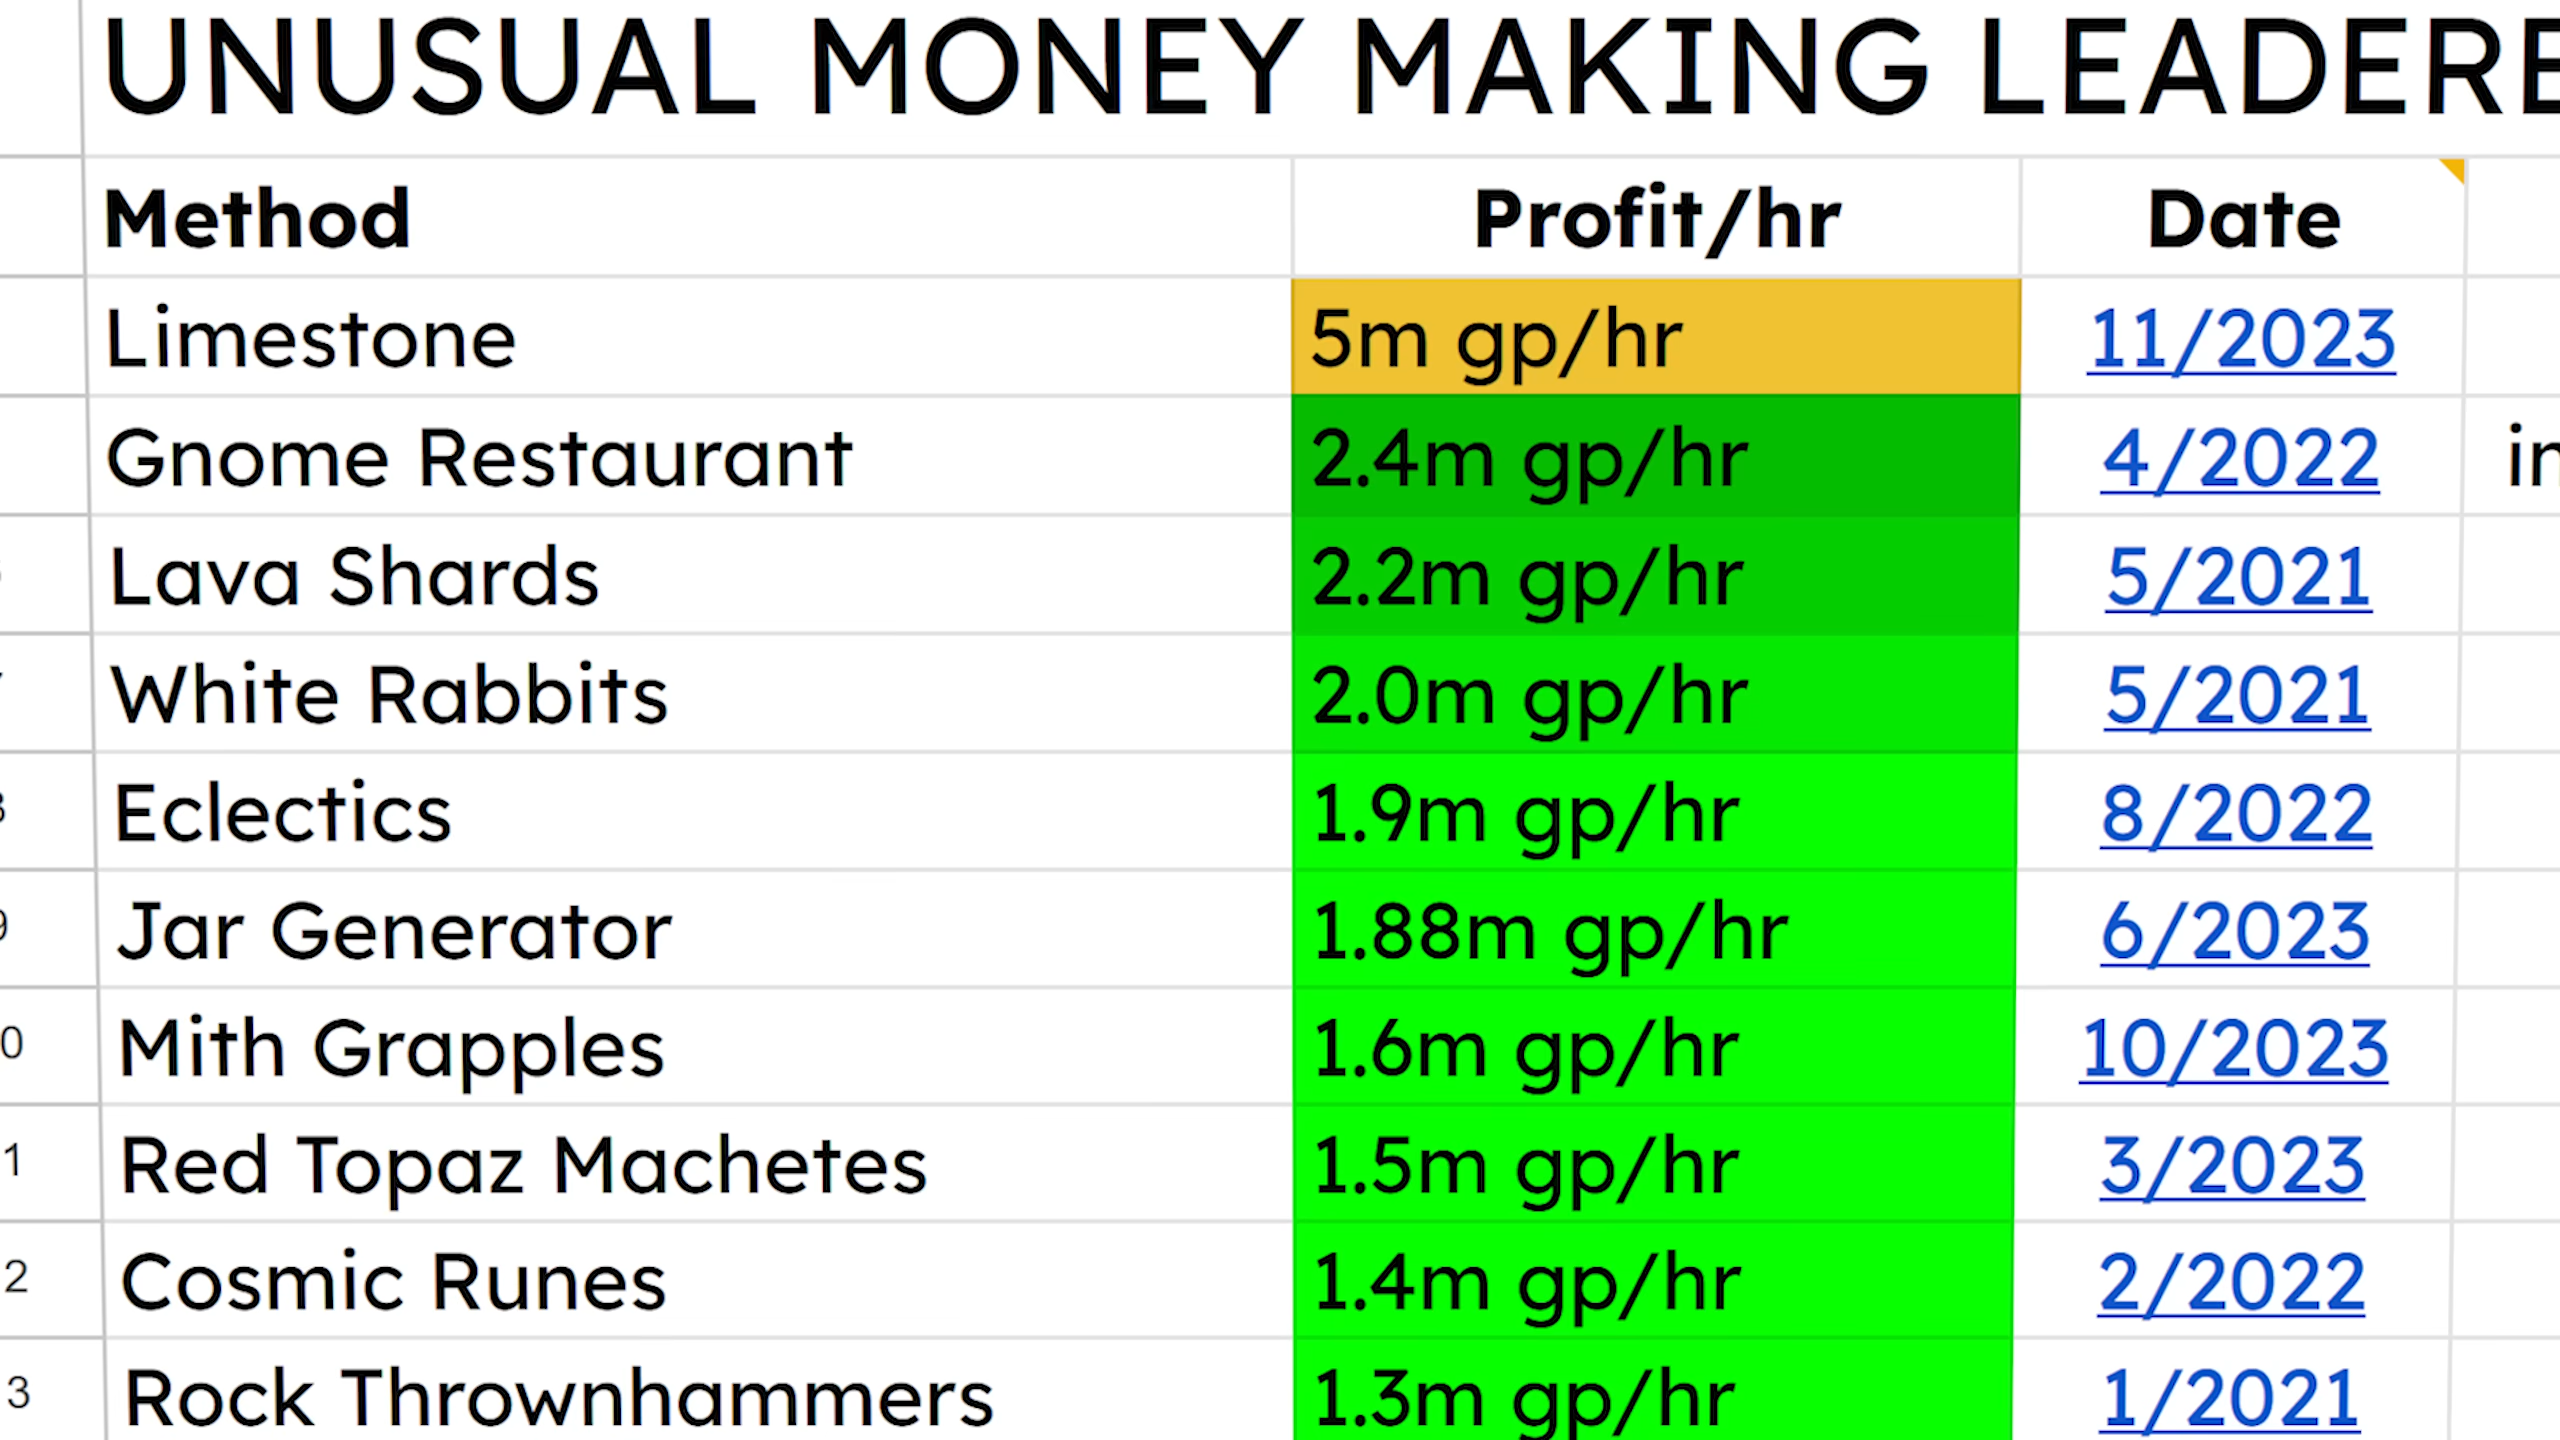 UNUSUAL MONEY MAKING
Method Profit/hr Date
Limestone 5m gp/hr 11/2023
Gnome Restaurant 2.4m gp/hr 4/2022
Lava Shards 2.2m gp/hr 5/2021
White Rabbits 2.0m gp/hr 5/2021
Eclectics 1.9m gp/hr 8/2022
Jar Generator 1.88m gp/hr 6/2023
0 Mith Grapples 1.6m gp/hr 10/2023
1 Red Topaz Machetes 1.5m gp/hr 3/2023
2 Cosmic Runes 1.4m gp/hr 2/2022
3 Rock Thrownhammers 1.3m gp/hr 1/2021